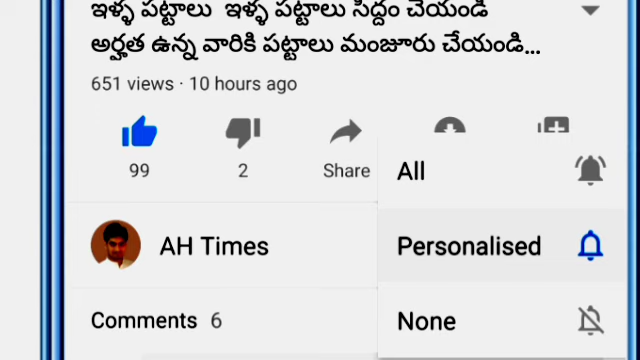 ఇళ్ళ పట్టాలు ఇళ్ళ పట్టాలు సిద్దం చేయండి
అర్హత ఉన్న వారికి పట్టాలు మంజూరు చేయండి...
651 views · 10 hours ago
99
2
Share
All
AH Times
Personalised
Comments 6
None